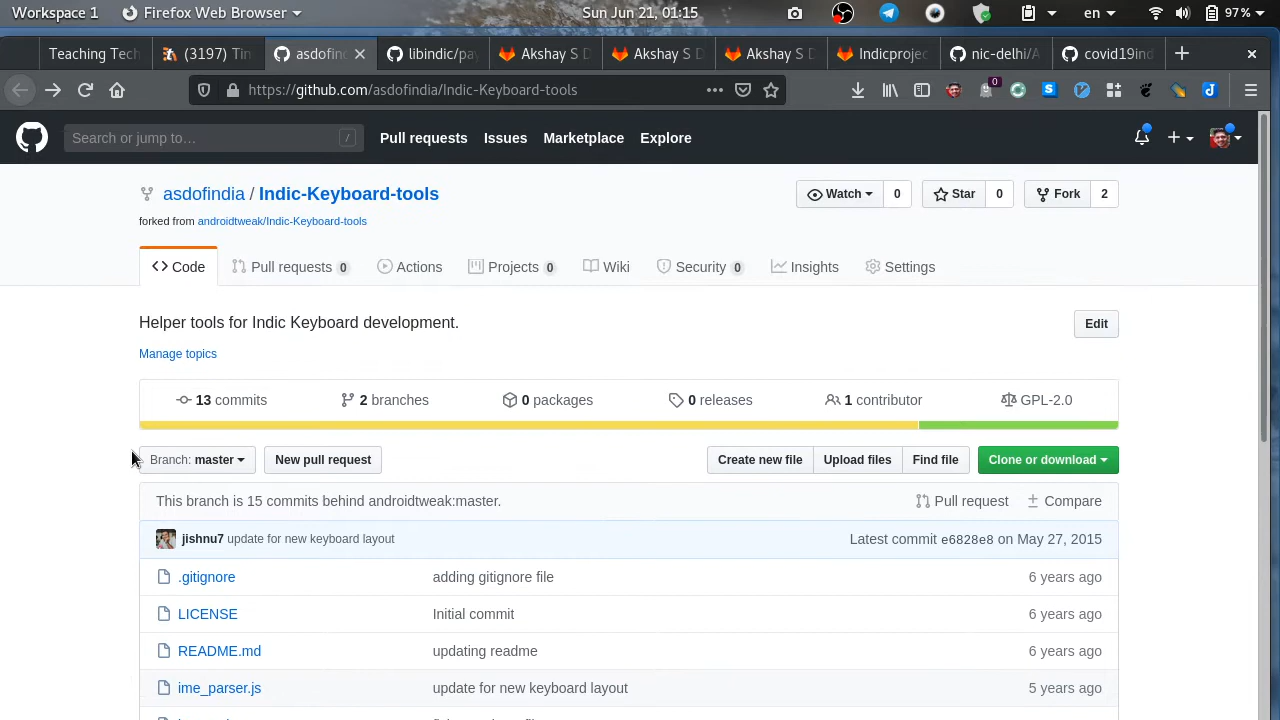 Workspace 1 Firefox Web Browser Sun Jun 21, 01:15 en 97%
Teaching Tech (3197) Tin asdofind libindic/pay Akshay S D Akshay S D Akshay S D Indicprojec nic-delhi/A covid19ind
https://github.com/asdofindia/Indic-Keyboard-tools 0
Search or jump to… / Pull requests Issues Marketplace Explore
asdofindia / Indic-Keyboard-tools Watch 0 Star 0 Fork 2
forked from androidtweak/Indic-Keyboard-tools
Code Pull requests 0 Actions Projects 0 Wiki Security 0 Insights Settings
Helper tools for Indic Keyboard development. Edit
Manage topics
13 commits 2 branches 0 packages 0 releases 1 contributor GPL-2.0
Branch: master New pull request Create new file Upload files Find file Clone or download
This branch is 15 commits behind androidtweak:master. Pull request Compare
jishnu7 update for new keyboard layout Latest commit e6828e8 on May 27, 2015
.gitignore adding gitignore file 6 years ago
LICENSE Initial commit 6 years ago
README.md updating readme 6 years ago
ime_parser.js update for new keyboard layout 5 years ago